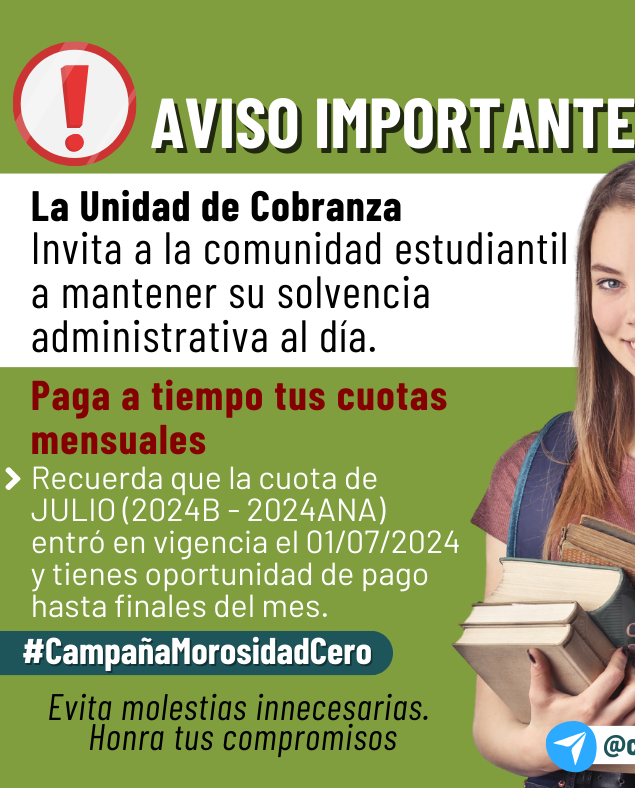 AVISO IMPORTANTE
La Unidad de Cobranza
Invita a la comunidad estudiantil
a mantener su solvencia
administrativa al día.
Paga a tiempo tus cuotas
mensuales
Recuerda que la cuota de
JULIO (2024B - 2024ANA)
entró en vigencia el 01/07/2024
y tienes oportunidad de pago
hasta finales del mes.
#CampañaMorosidadCero
Evita molestias innecesarias.
Honra tus compromisos